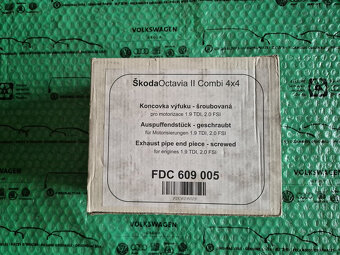 VOLKSWAGEN
ŠkodaOctavia II Combi 4x4
Koncovka výfuku - šroubovaná
pro motorizace 1.9 TDI, 2.0 FSI
Auspuffendstück - geschraubt
für Motorisierungen 1.9 TDI, 2.0 FSI
Exhaust pipe end piece - screwed
for engines 1.9 TDI, 2.0 FSI
FDC 609 005
VOLKSWAGEN